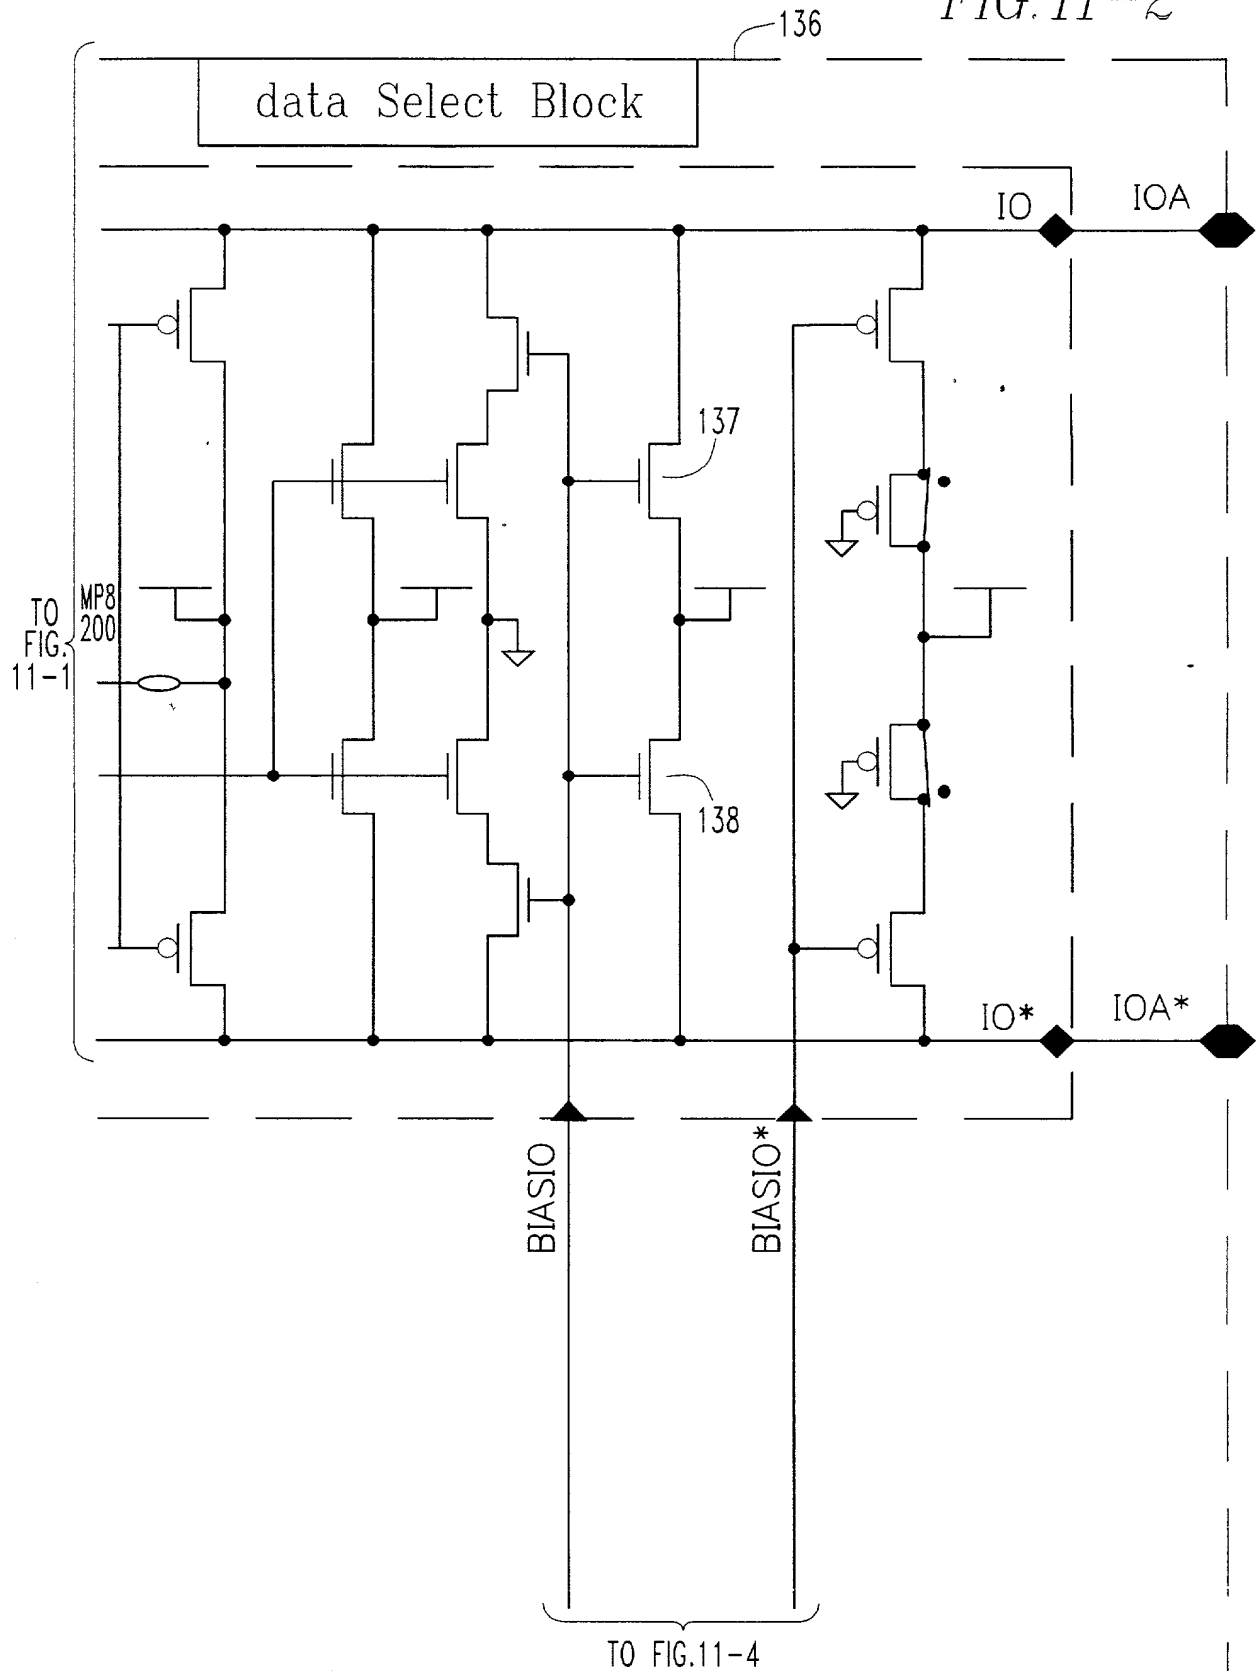 FIG. 11-2
136
data Select Block
IO
IOA
137
MP8
200
TO
FIG.
11-1
138
IO*
IOA*
BIASIO
BIASIO*
TO FIG.11-4